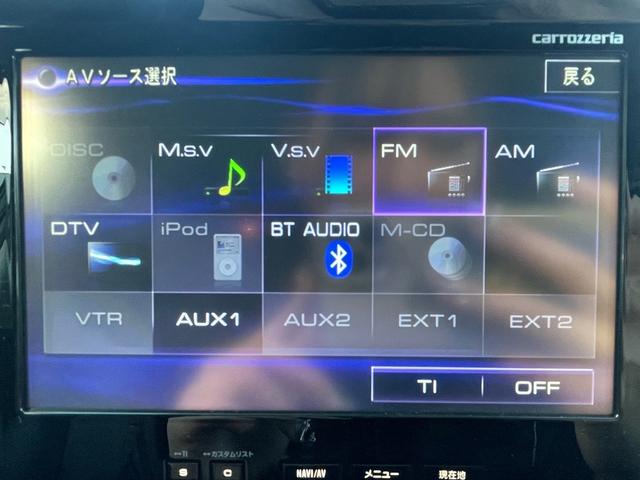 carrozzeria
AVソース選択
戻る
DISC
M.S.V
V.S.V
FM
AM
DTV
iPod
BT AUDIO
M-CD
VTR
AUX1
AUX2
EXT1
EXT2
TI
OFF
↔TI
↔カスタムリスト
S
C
NAVI/AV
メニュー
現在地